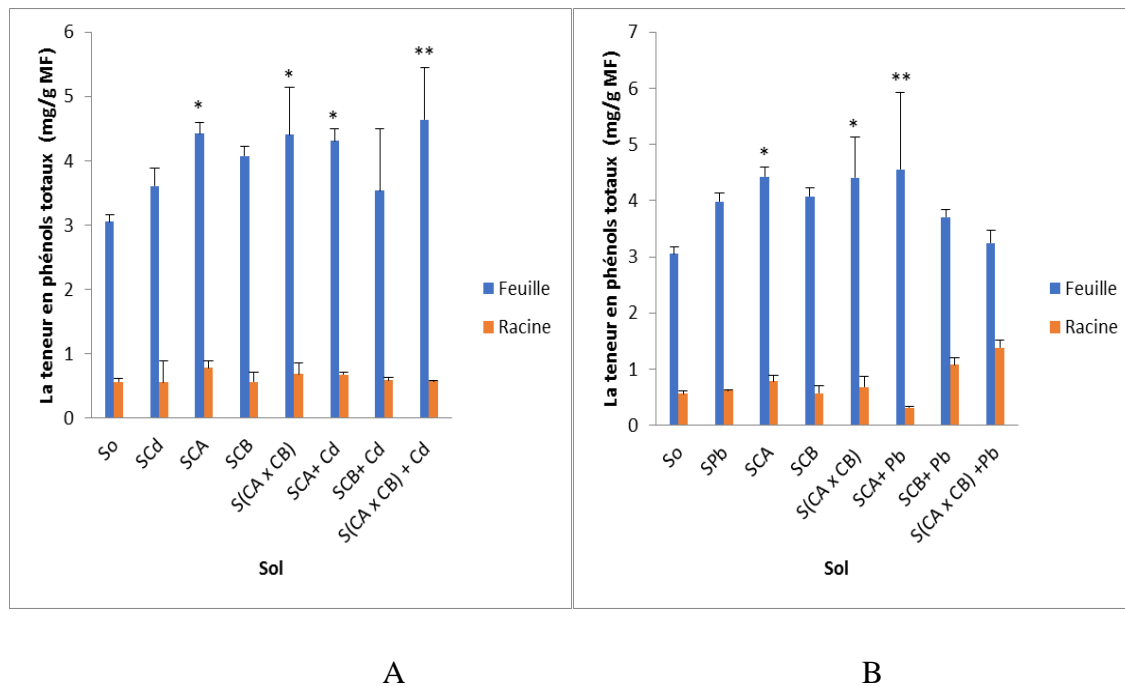 La teneur en phénols totaux (mg/g MF)
6
5
4
3
2
1
0
*
*
*
**
So
SCd
SCA
SCB
S(CA x CB)
SCA+ Cd
SCB+ Cd
S(CA x CB) + Cd
Sol
Feuille
Racine
La teneur en phénols totaux (mg/g MF)
7
6
5
4
3
2
1
0
*
*
**
So
SPb
SCA
SCB
S(CA x CB)
SCA+ Pb
SCB+ Pb
S(CA x CB) +Pb
Sol
Feuille
Racine
A
B